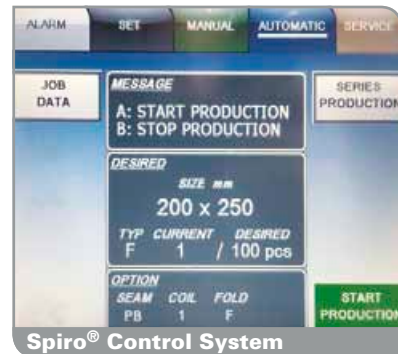 ALARM SET MANUAL AUTOMATIC SERVICE
JOB DATA
MESSAGE
A: START PRODUCTION
B: STOP PRODUCTION
SERIES PRODUCTION
DESIRED
SIZE mm
200 x 250
TYP CURRENT DESIRED
F 1 / 100 pcs
OPTION
SEAM COIL FOLD
PB 1 F
START PRODUCTION
Spiro® Control System